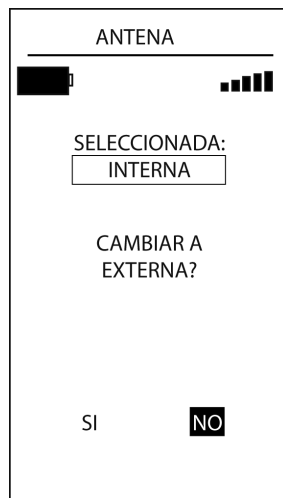 ANTENA
SELECCIONADA:
INTERNA
CAMBIAR A
EXTERNA?
SI NO